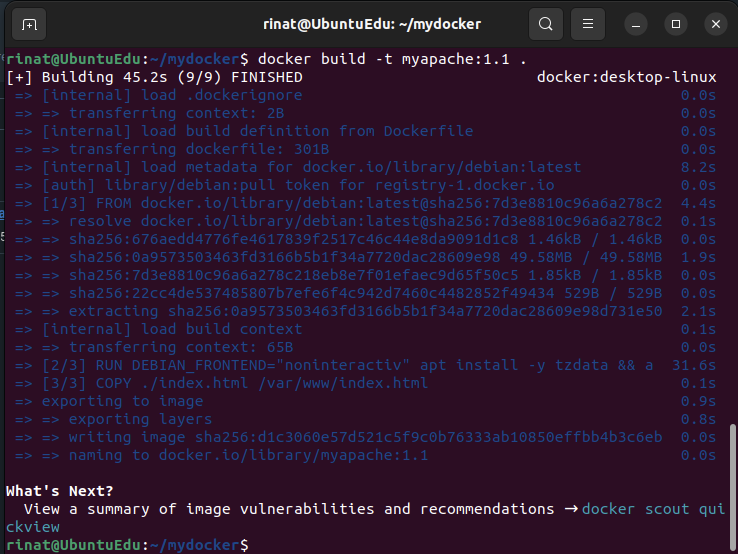 rinat@UbuntuEdu: ~/mydocker
rinat@UbuntuEdu:~/mydocker$ docker build -t myapache:1.1 .
[+] Building 45.2s (9/9) FINISHED docker:desktop-linux
=> [internal] load .dockerignore 0.0s
=> => transferring context: 2B 0.0s
=> [internal] load build definition from Dockerfile 0.0s
=> => transferring dockerfile: 301B 0.0s
=> [internal] load metadata for docker.io/library/debian:latest 8.2s
=> [auth] library/debian:pull token for registry-1.docker.io 0.0s
=> [1/3] FROM docker.io/library/debian:latest@sha256:7d3e8810c96a6a278c2 4.4s
=> => resolve docker.io/library/debian:latest@sha256:7d3e8810c96a6a278c2 0.1s
=> => sha256:676aedd4776fe4617839f2517c46c44e8da9091d1c8 1.46kB / 1.46kB 0.0s
=> => sha256:0a9573503463fd3166b5b1f34a7720dac28609e98 49.58MB / 49.58MB 1.9s
=> => sha256:7d3e8810c96a6a278c218eb8e7f01efaec9d65f50c5 1.85kB / 1.85kB 0.0s
=> => sha256:22cc4de537485807b7efe6f4c942d7460c4482852f49434 529B / 529B 0.0s
=> => extracting sha256:0a9573503463fd3166b5b1f34a7720dac28609e98d731e50 2.1s
=> [internal] load build context 0.1s
=> => transferring context: 65B 0.0s
=> [2/3] RUN DEBIAN_FRONTEND="noninteractiv" apt install -y tzdata && a 31.6s
=> [3/3] COPY ./index.html /var/www/index.html 0.1s
=> exporting to image 0.9s
=> => exporting layers 0.8s
=> => writing image sha256:d1c3060e57d521c5f9c0b76333ab10850effbb4b3c6eb 0.0s
=> => naming to docker.io/library/myapache:1.1 0.0s
What's Next?
View a summary of image vulnerabilities and recommendations → docker scout qui
ckview
rinat@UbuntuEdu:~/mydocker$